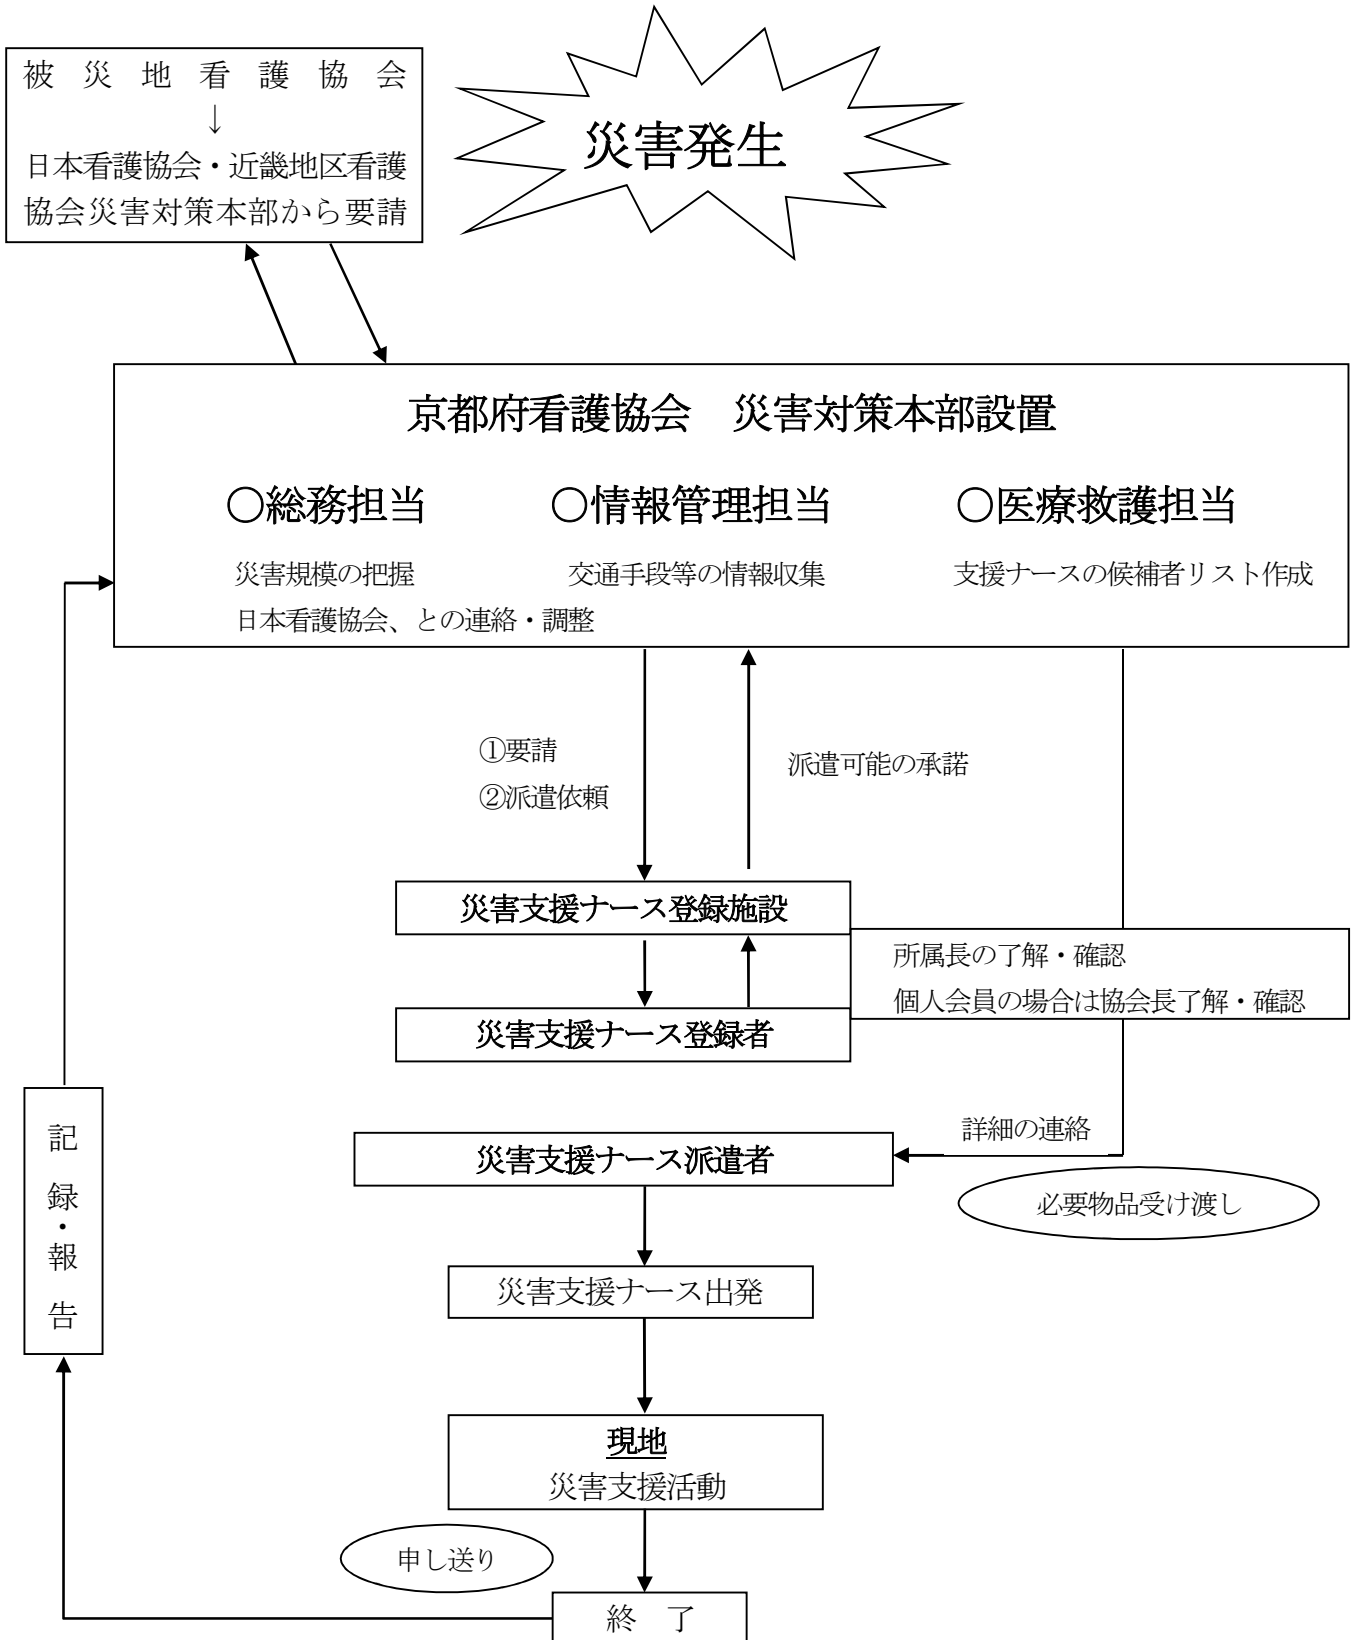 災害発生
被災地看護協会
↓
日本看護協会・近畿地区看護
協会災害対策本部から要請
京都府看護協会　災害対策本部設置
○総務担当
○情報管理担当
○医療救護担当
災害規模の把握
交通手段等の情報収集
支援ナースの候補者リスト作成
日本看護協会、との連絡・調整
①要請
②派遣依頼
派遣可能の承諾
災害支援ナース登録施設
所属長の了解・確認
個人会員の場合は協会長了解・確認
災害支援ナース登録者
詳細の連絡
災害支援ナース派遣者
必要物品受け渡し
災害支援ナース出発
現地
災害支援活動
申し送り
終　了
記録・報告